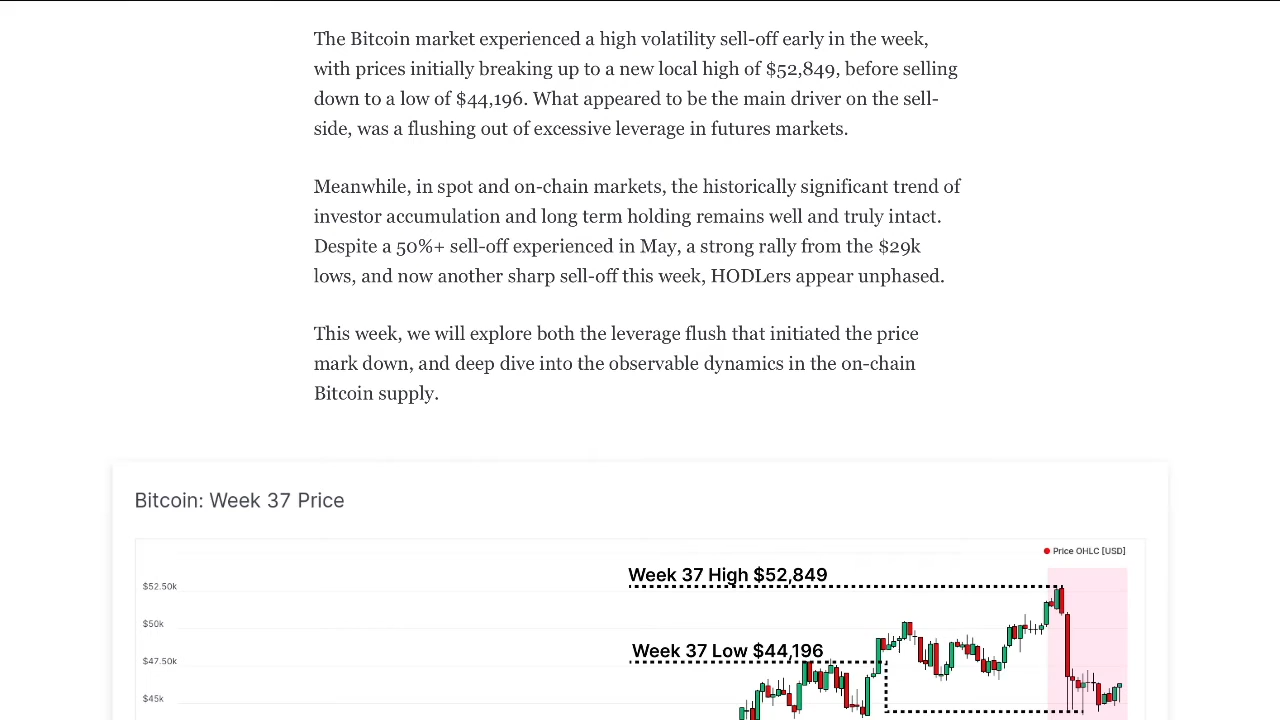 The Bitcoin market experienced a high volatility sell-off early in the week,
with prices initially breaking up to a new local high of $52,849, before selling
down to a low of $44,196. What appeared to be the main driver on the sell-
side, was a flushing out of excessive leverage in futures markets.
Meanwhile, in spot and on-chain markets, the historically significant trend of
investor accumulation and long term holding remains well and truly intact.
Despite a 50%+ sell-off experienced in May, a strong rally from the $29k
lows, and now another sharp sell-off this week, HODLers appear unphased.
This week, we will explore both the leverage flush that initiated the price
mark down, and deep dive into the observable dynamics in the on-chain
Bitcoin supply.
Bitcoin: Week 37 Price
Price OHLC [USD]
Week 37 High $52,849
$52.50k
$50k
Week 37 Low $44,196
$47.50k
$45k